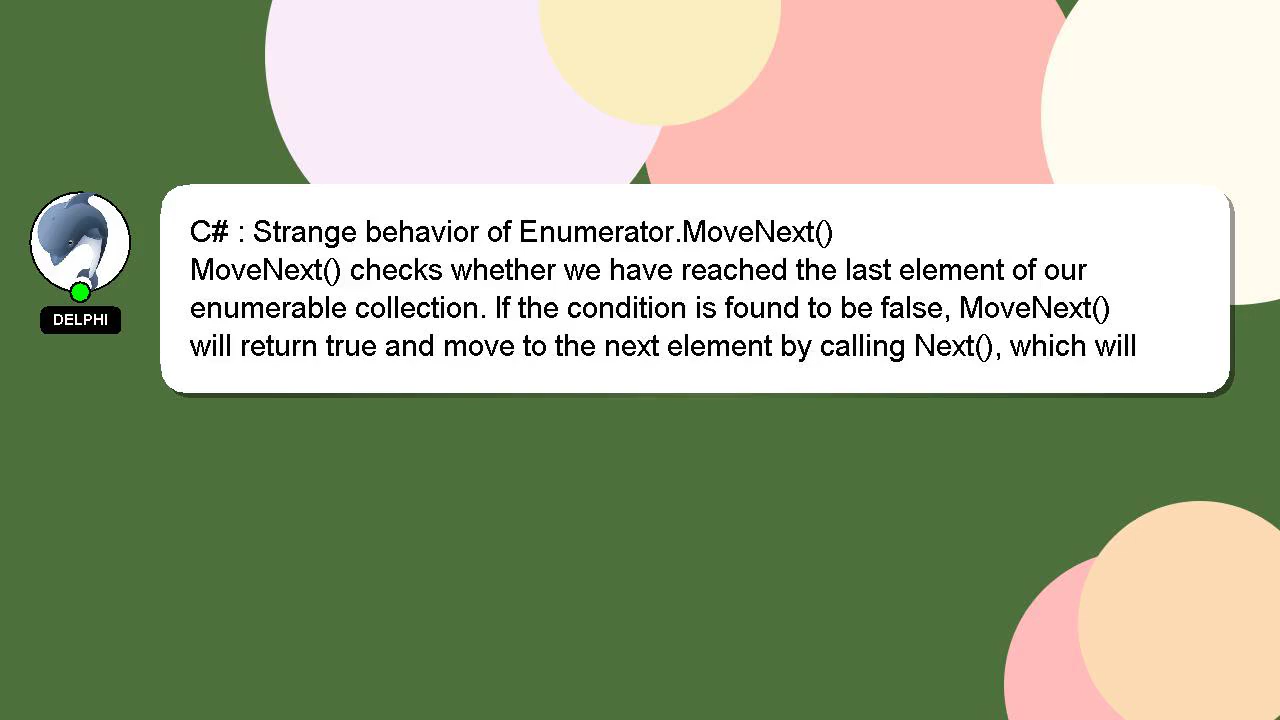 C# : Strange behavior of Enumerator.MoveNext()
MoveNext() checks whether we have reached the last element of our
enumerable collection. If the condition is found to be false, MoveNext()
will return true and move to the next element by calling Next(), which will
DELPHI